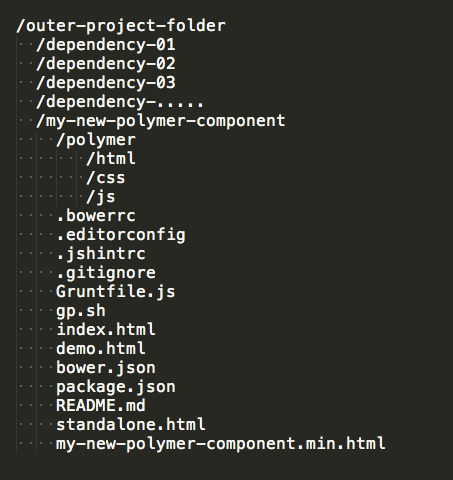 /outer-project-folder
/dependency-01
/dependency-02
/dependency-03
/dependency-.....
/my-new-polymer-component
/polymer
/html
/css
/js
.bowerrc
.editorconfig
.jshintrc
.gitignore
Gruntfile.js
gp.sh
index.html
demo.html
bower.json
package.json
README.md
standalone.html
my-new-polymer-component.min.html